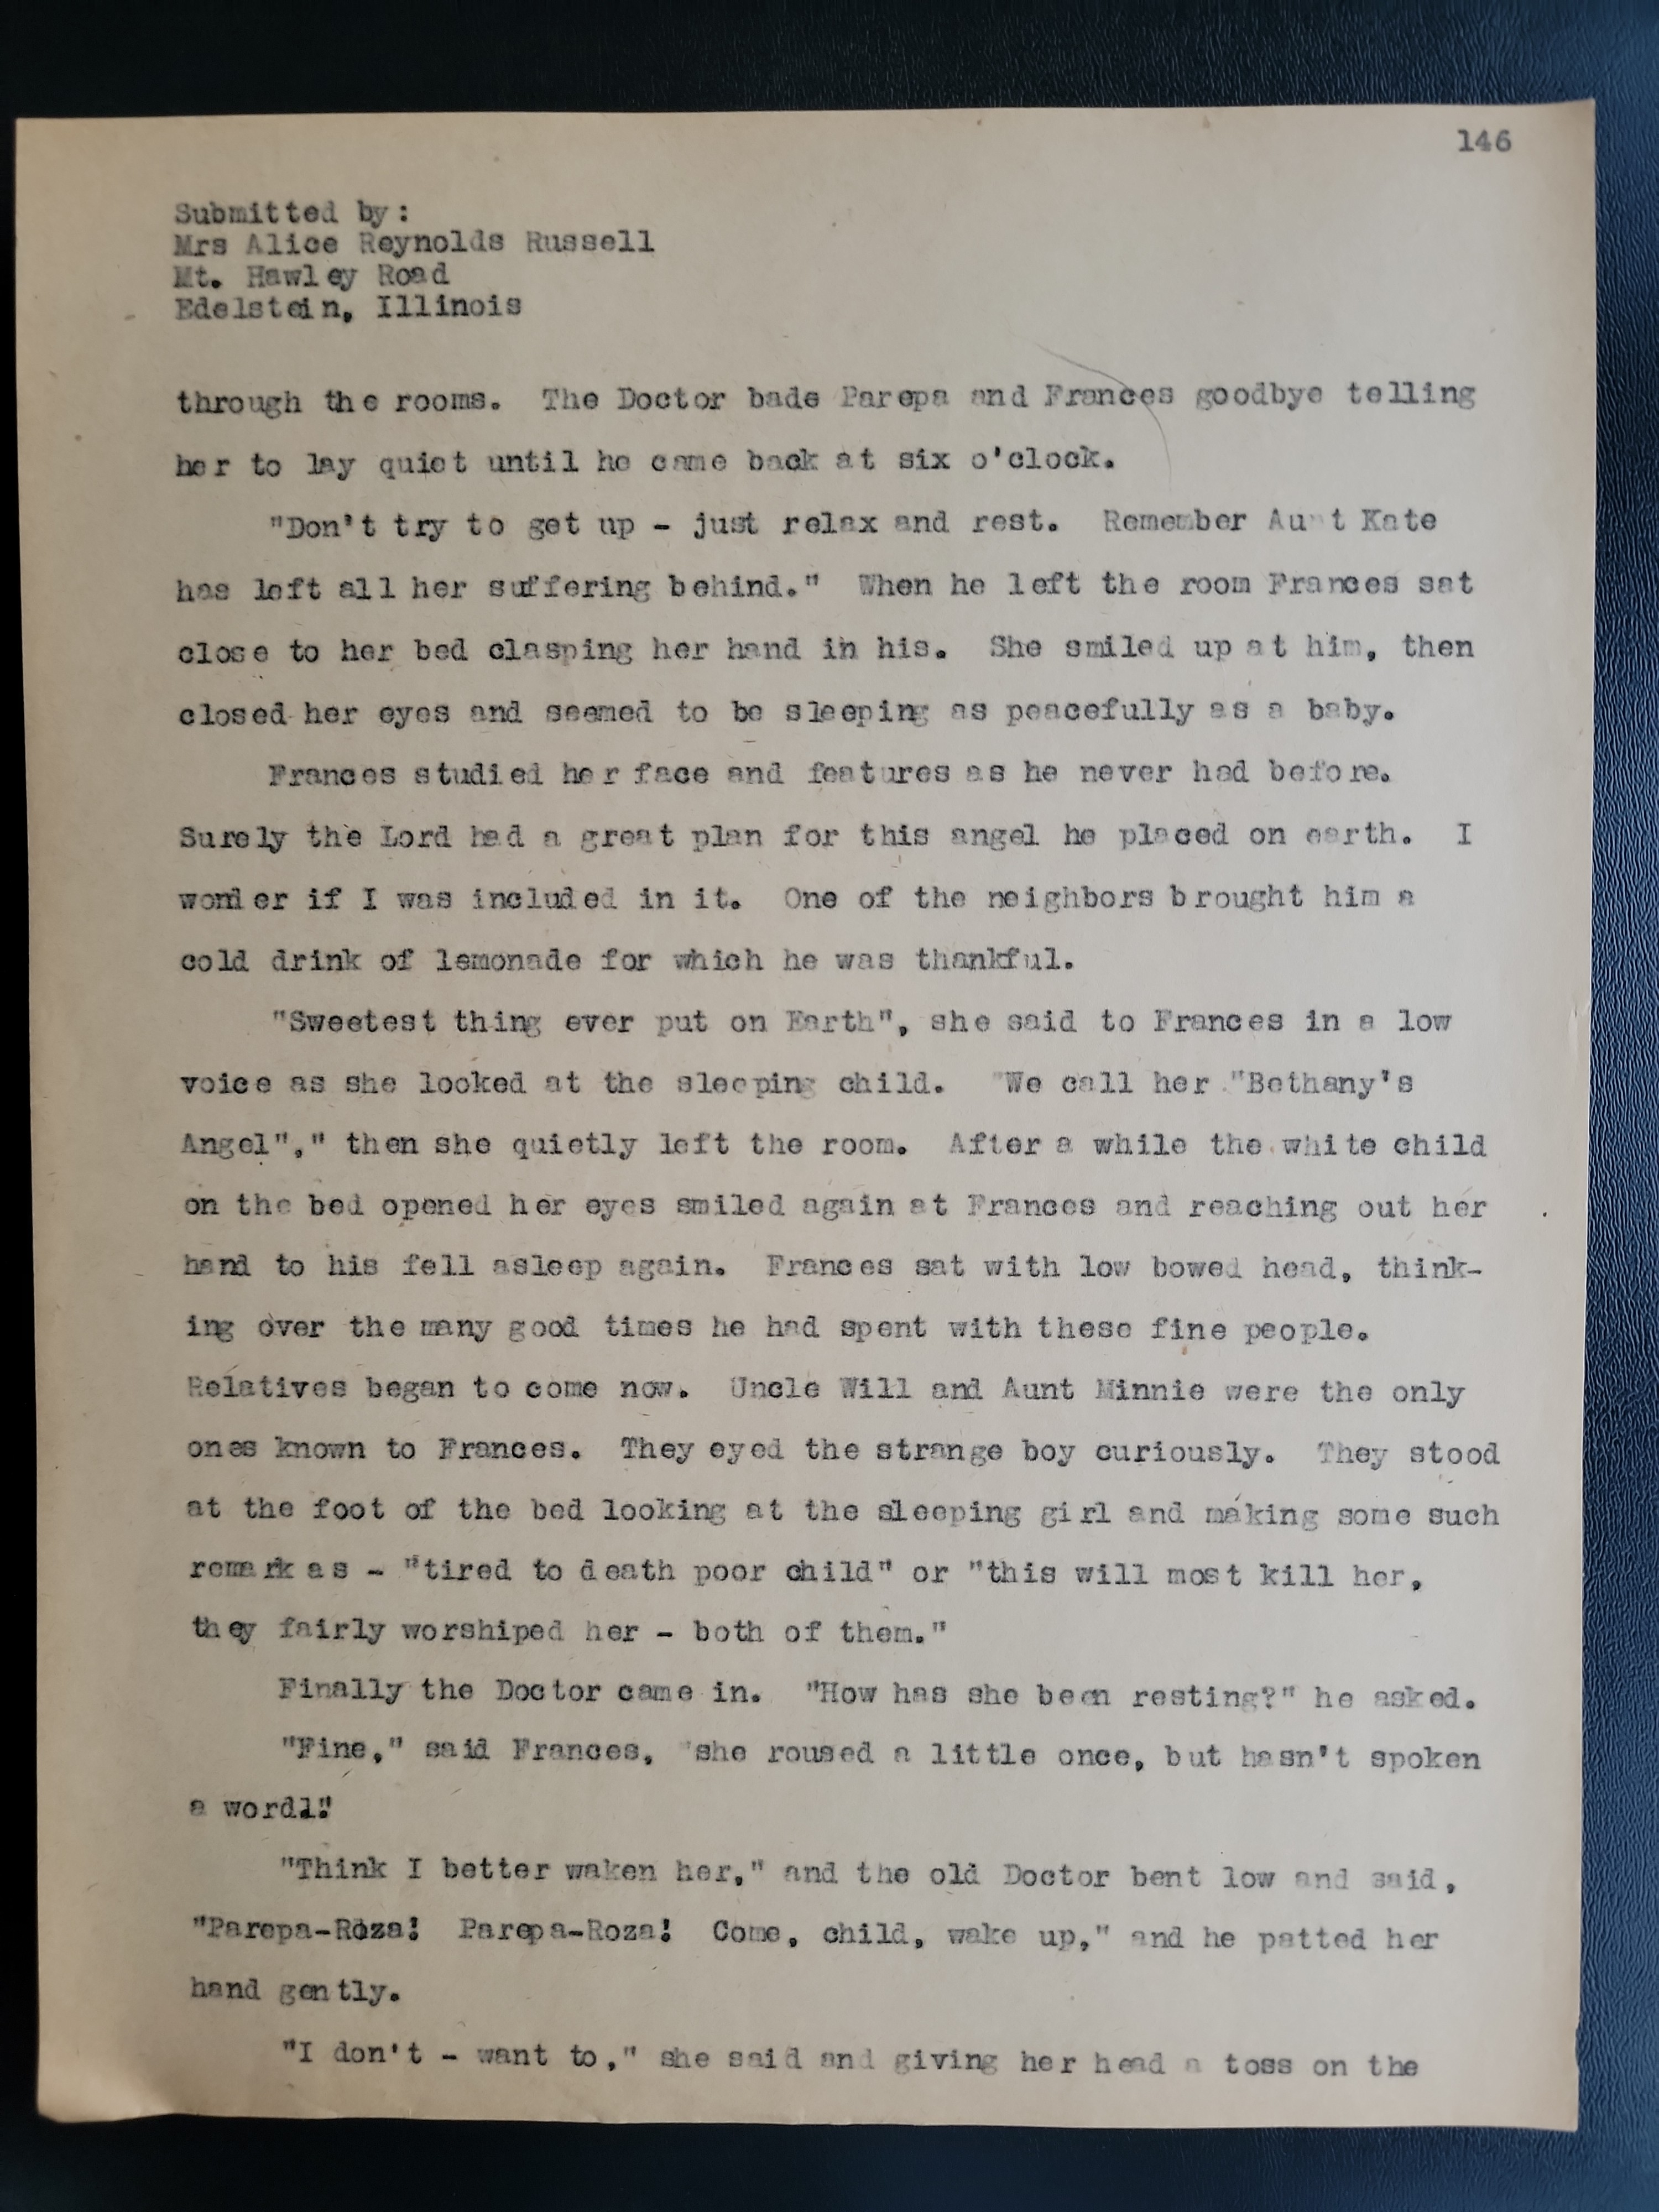 146
Submitted by:
Mrs Alice Reynolds Russell
Mt. Hawley Road
Edelstein, Illinois
through the rooms. The Doctor bade Parepa and Frances goodbye telling
her to lay quiet until he came back at six o'clock.
"Don't try to get up - just relax and rest. Remember Aunt Kate
has left all her suffering behind." When he left the room Frances sat
close to her bed clasping her hand in his. She smiled up at him, then
closed her eyes and seemed to be sleeping as peacefully as a baby.
Frances studied her face and features as he never had before.
Surely the Lord had a great plan for this angel he placed on earth. I
wonder if I was included in it. One of the neighbors brought him a
cold drink of lemonade for which he was thankful.
"Sweetest thing ever put on Earth", she said to Frances in a low
voice as she looked at the sleeping child. "We call her "Bethany's
Angel"," then she quietly left the room. After a while the white child
on the bed opened her eyes smiled again at Frances and reaching out her
hand to his fell asleep again. Frances sat with low bowed head, think-
ing over the many good times he had spent with these fine people.
Relatives began to come now. Uncle Will and Aunt Minnie were the only
ones known to Frances. They eyed the strange boy curiously. They stood
at the foot of the bed looking at the sleeping girl and making some such
remark as - "tired to death poor child" or "this will most kill her,
they fairly worshiped her - both of them."
Finally the Doctor came in. "How has she been resting?" he asked.
"Fine," said Frances, "she roused a little once, but hasn't spoken
a word1."
"Think I better waken her," and the old Doctor bent low and said,
"Parepa-Roza! Parepa-Roza! Come, child, wake up," and he patted her
hand gently.
"I don't - want to," she said and giving her head a toss on the